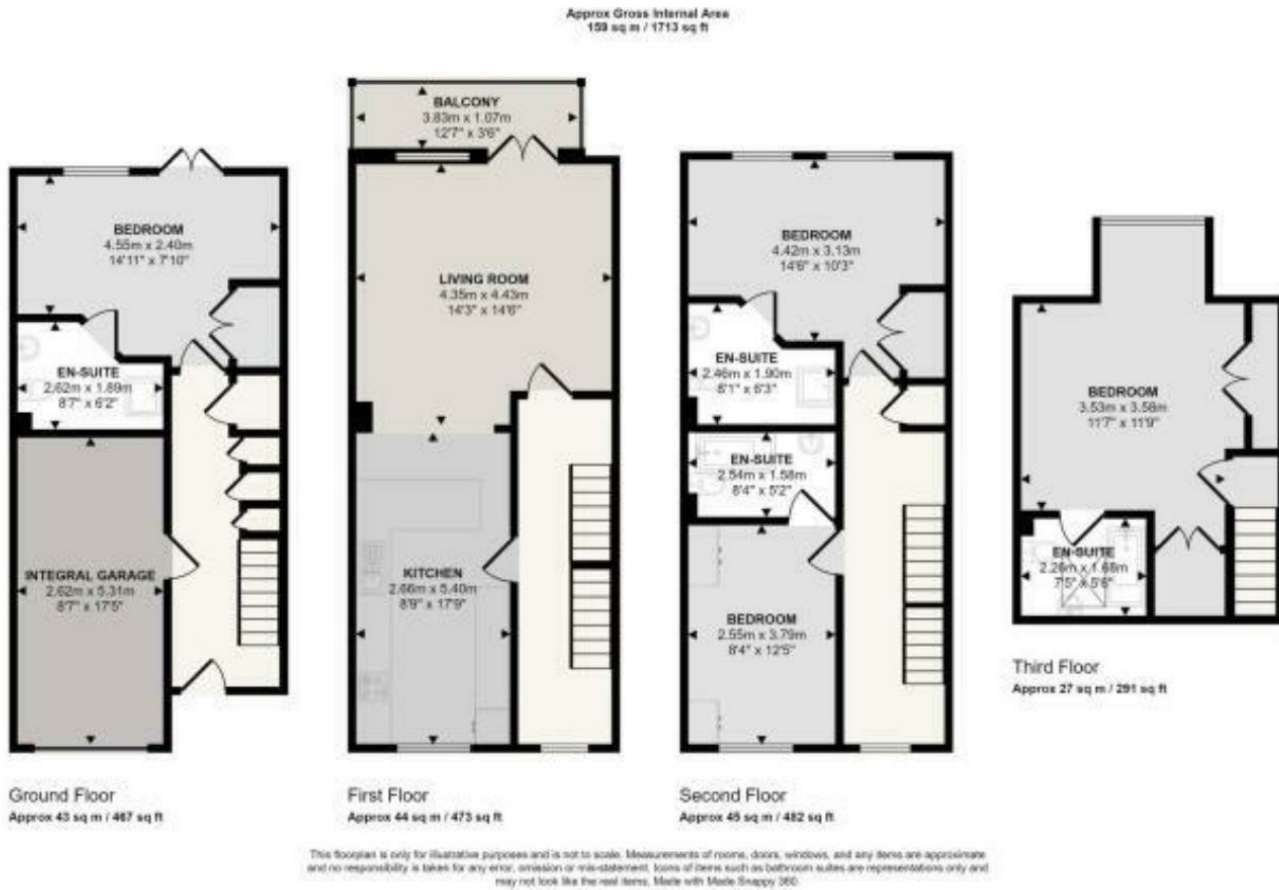 Approx Gross Internal Area
159 sq m / 1713 sq ft
BEDROOM
4.55m x 2.40m
14'11" x 7'10"
EN-SUITE
2.62m x 1.89m
8'7" x 6'2"
INTEGRAL GARAGE
2.62m x 5.31m
8'7" x 17'5"
Ground Floor
Approx 43 sq m / 467 sq ft
BALCONY
3.83m x 1.07m
12'7" x 3'6"
LIVING ROOM
4.35m x 4.43m
14'3" x 14'6"
KITCHEN
2.66m x 5.40m
8'9" x 17'9"
First Floor
Approx 44 sq m / 473 sq ft
BEDROOM
4.42m x 3.13m
14'6" x 10'3"
EN-SUITE
2.46m x 1.90m
8'1" x 6'3"
EN-SUITE
2.54m x 1.58m
8'4" x 5'2"
BEDROOM
2.55m x 3.79m
8'4" x 12'5"
Second Floor
Approx 45 sq m / 482 sq ft
BEDROOM
3.53m x 3.58m
11'7" x 11'9"
EN-SUITE
2.26m x 1.68m
7'5" x 5'6"
Third Floor
Approx 27 sq m / 291 sq ft
This floorplan is only for illustrative purposes and is not to scale. Measurements of rooms, doors, windows, and any items are approximate
and no responsibility is taken for any error, omission or mis-statement. Icons of items such as bathroom suites are representations only and
may not look like the real items. Made with Made Snappy 360.